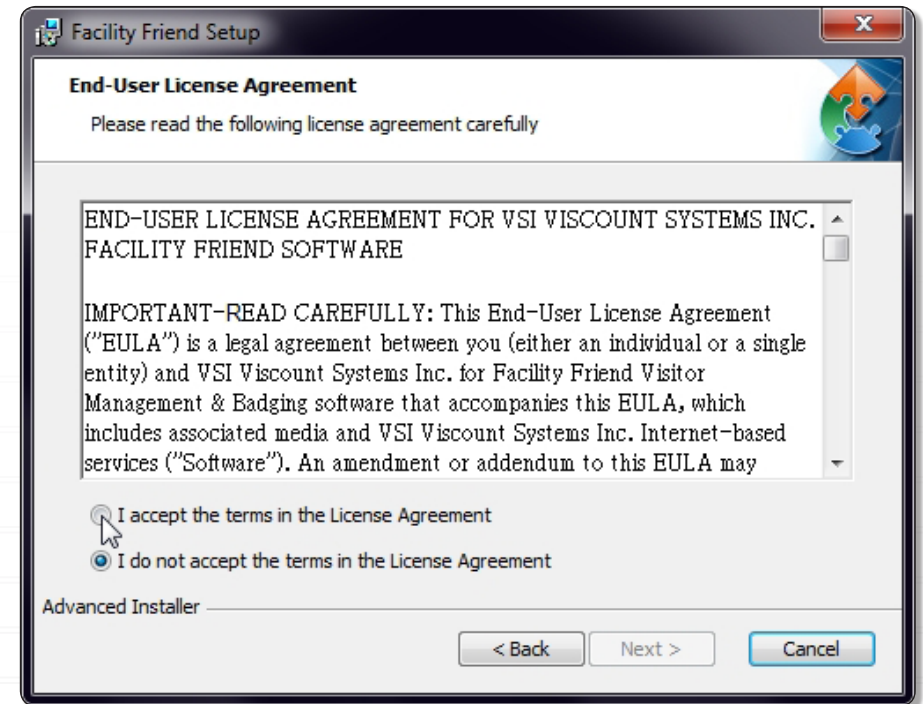 Facility Friend Setup
End-User License Agreement
Please read the following license agreement carefully
END-USER LICENSE AGREEMENT FOR VSI VISCOUNT SYSTEMS INC.
FACILITY FRIEND SOFTWARE
IMPORTANT-READ CAREFULLY: This End-User License Agreement
("EULA") is a legal agreement between you (either an individual or a single
entity) and VSI Viscount Systems Inc. for Facility Friend Visitor
Management & Badging software that accompanies this EULA, which
includes associated media and VSI Viscount Systems Inc. Internet-based
services ("Software"). An amendment or addendum to this EULA may
I accept the terms in the License Agreement
I do not accept the terms in the License Agreement
Advanced Installer
< Back Next > Cancel